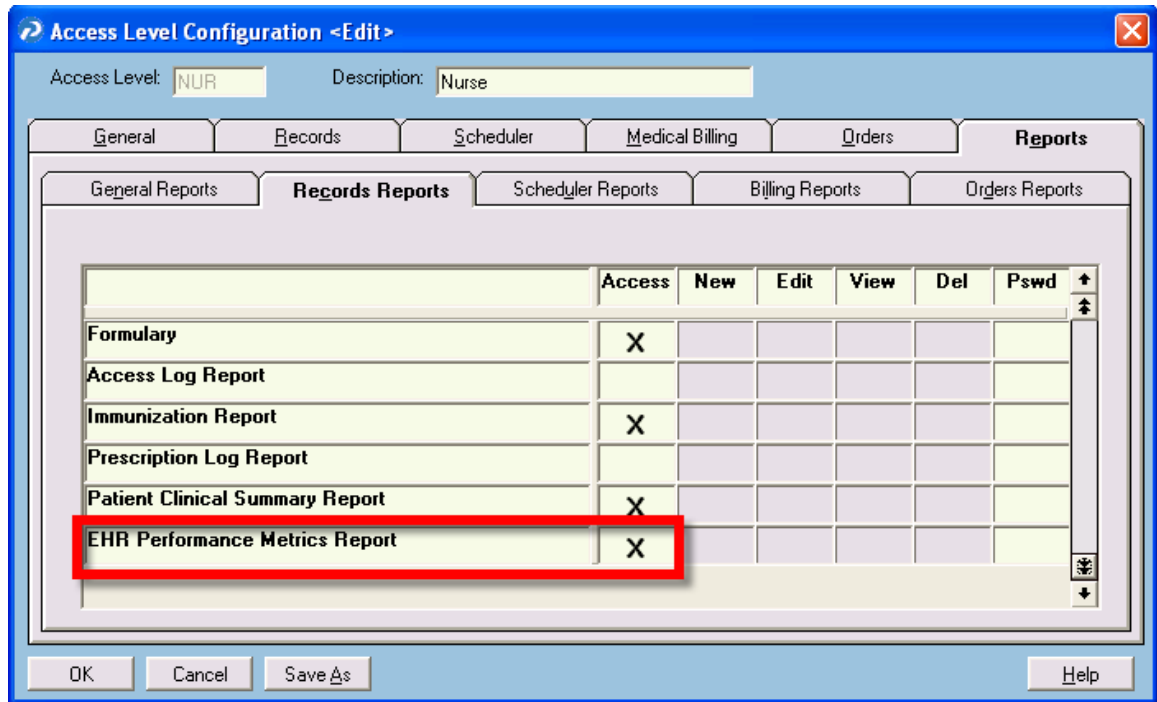 Access Level Configuration <Edit>
Access Level: NUR Description: Nurse
General Records Scheduler Medical Billing Orders Reports
General Reports Records Reports Scheduler Reports Billing Reports Orders Reports
Access New Edit View Del Pswd
Formulary X
Access Log Report
Immunization Report X
Prescription Log Report
Patient Clinical Summary Report X
EHR Performance Metrics Report X
OK Cancel Save As Help